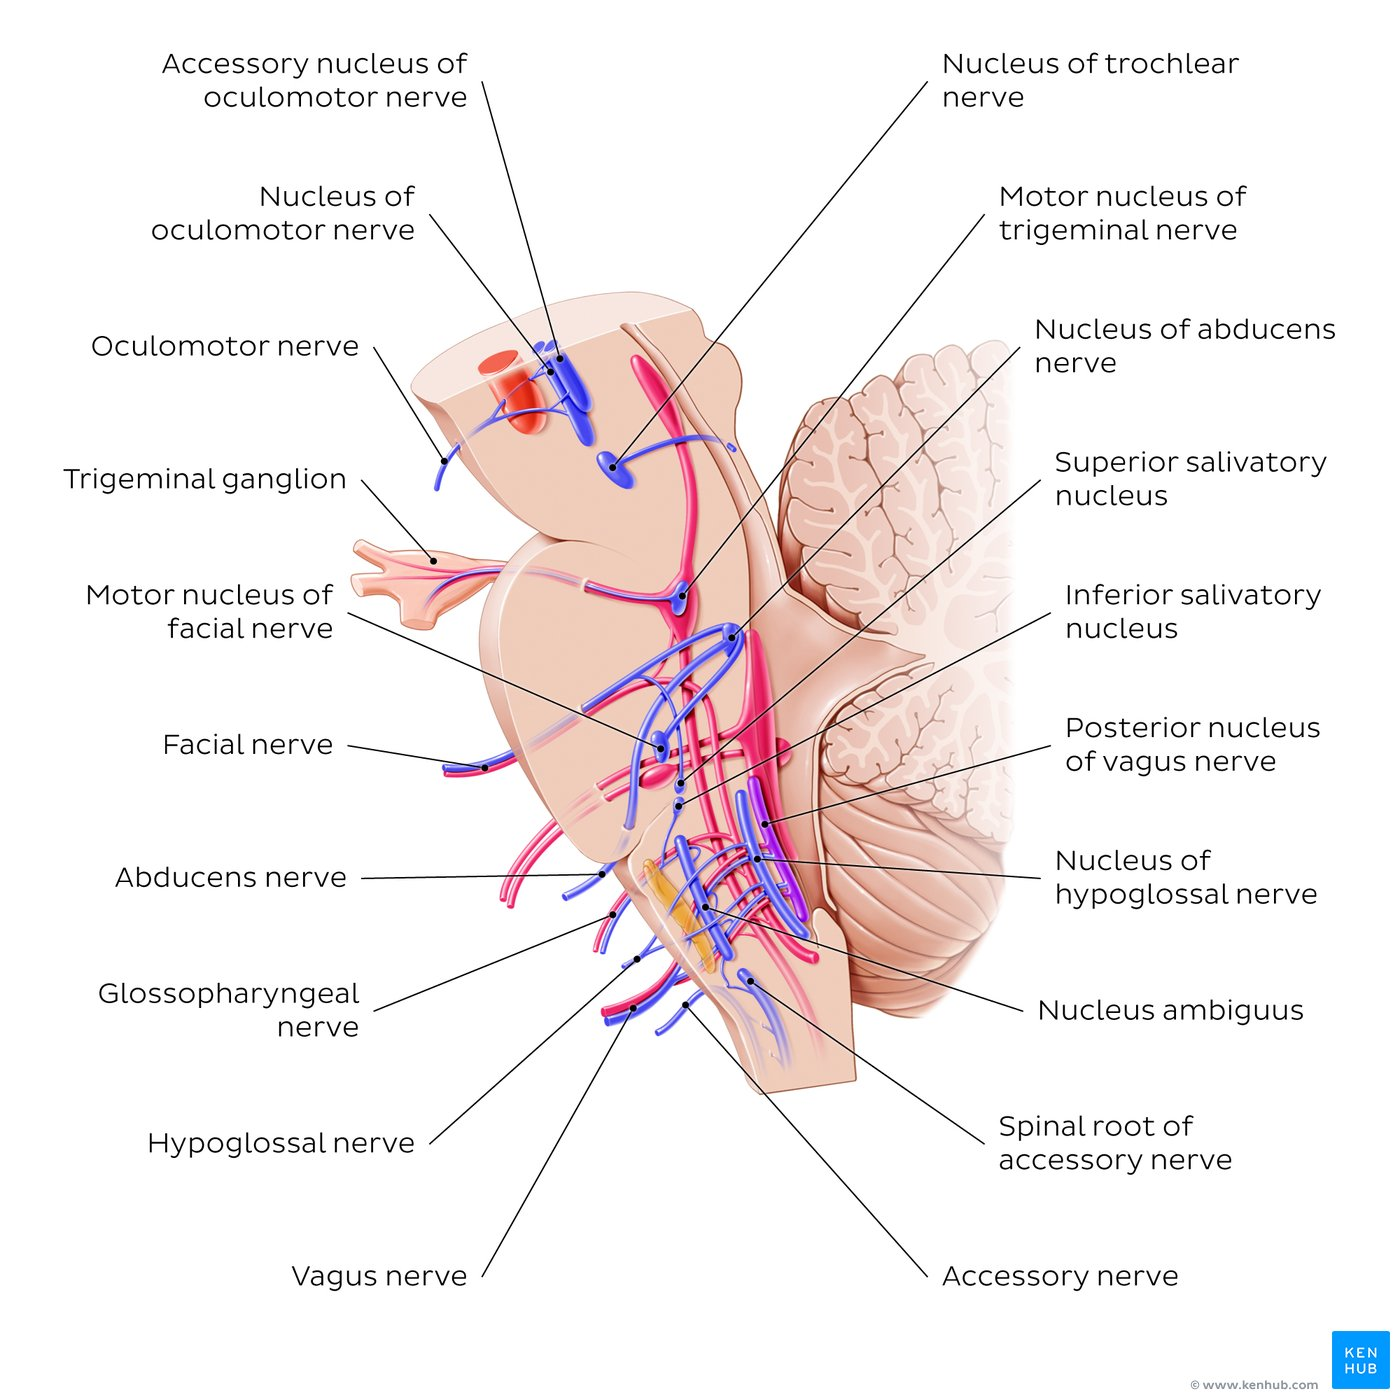 Accessory nucleus of
oculomotor nerve
Nucleus of
oculomotor nerve
Oculomotor nerve
Trigeminal ganglion
Motor nucleus of
facial nerve
Facial nerve
Abducens nerve
Glossopharyngeal
nerve
Hypoglossal nerve
Vagus nerve
Nucleus of trochlear
nerve
Motor nucleus of
trigeminal nerve
Nucleus of abducens
nerve
Superior salivatory
nucleus
Inferior salivatory
nucleus
Posterior nucleus
of vagus nerve
Nucleus of
hypoglossal nerve
Nucleus ambiguus
Spinal root of
accessory nerve
Accessory nerve
KEN
HUB
© www.kenhub.com